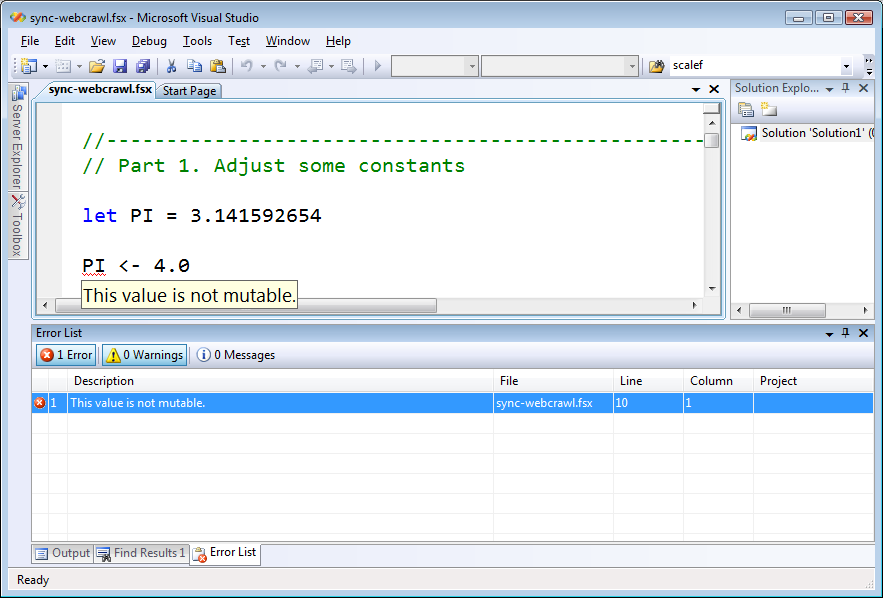 sync-webcrawl.fsx - Microsoft Visual Studio
File Edit View Debug Tools Test Window Help
scalef
sync-webcrawl.fsx Start Page
Solution Explo...
Server Explorer
Toolbox
Solution 'Solution1' (0
//--------------------------------------------------
// Part 1. Adjust some constants
let PI = 3.141592654
PI <- 4.0
This value is not mutable.
Error List
1 Error 0 Warnings 0 Messages
Description File Line Column Project
1 This value is not mutable. sync-webcrawl.fsx 10 1
Output Find Results 1 Error List
Ready